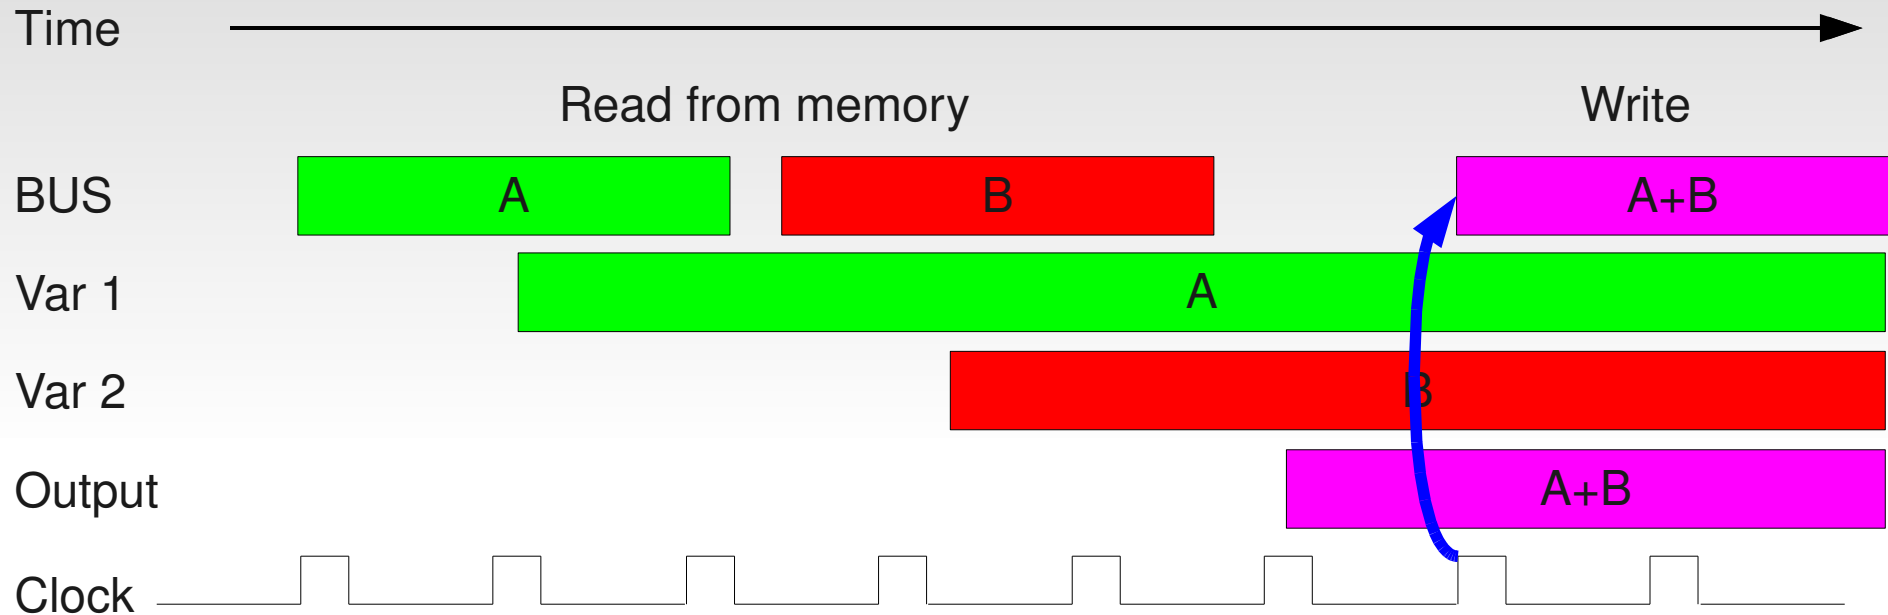 Time
Read from memory Write
BUS A B A+B
Var 1 A
Var 2 B
Output A+B
Clock